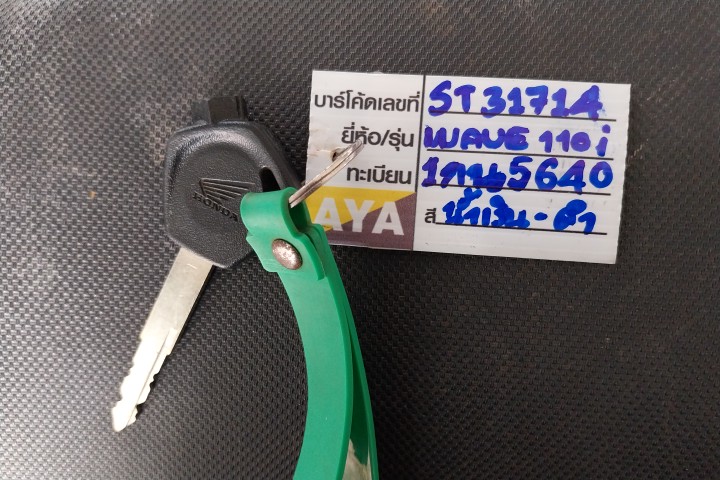 บาร์โค้ดเลขที่ ST31714
ยี่ห้อ/รุ่น WAVE 110i
ทะเบียน 1กน5640
AYA สี น้ำเงิน-ดำ
HONDA